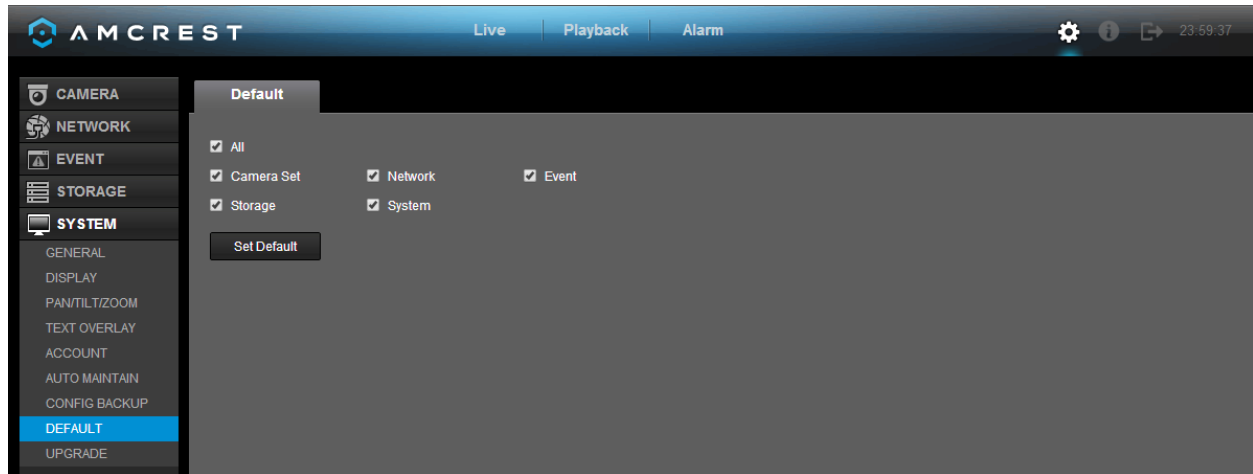 AMCREST
Live Playback Alarm
23:59:37
CAMERA
NETWORK
EVENT
STORAGE
SYSTEM
GENERAL
DISPLAY
PAN/TILT/ZOOM
TEXT OVERLAY
ACCOUNT
AUTO MAINTAIN
CONFIG BACKUP
DEFAULT
UPGRADE
Default
All
Camera Set Network Event
Storage System
Set Default